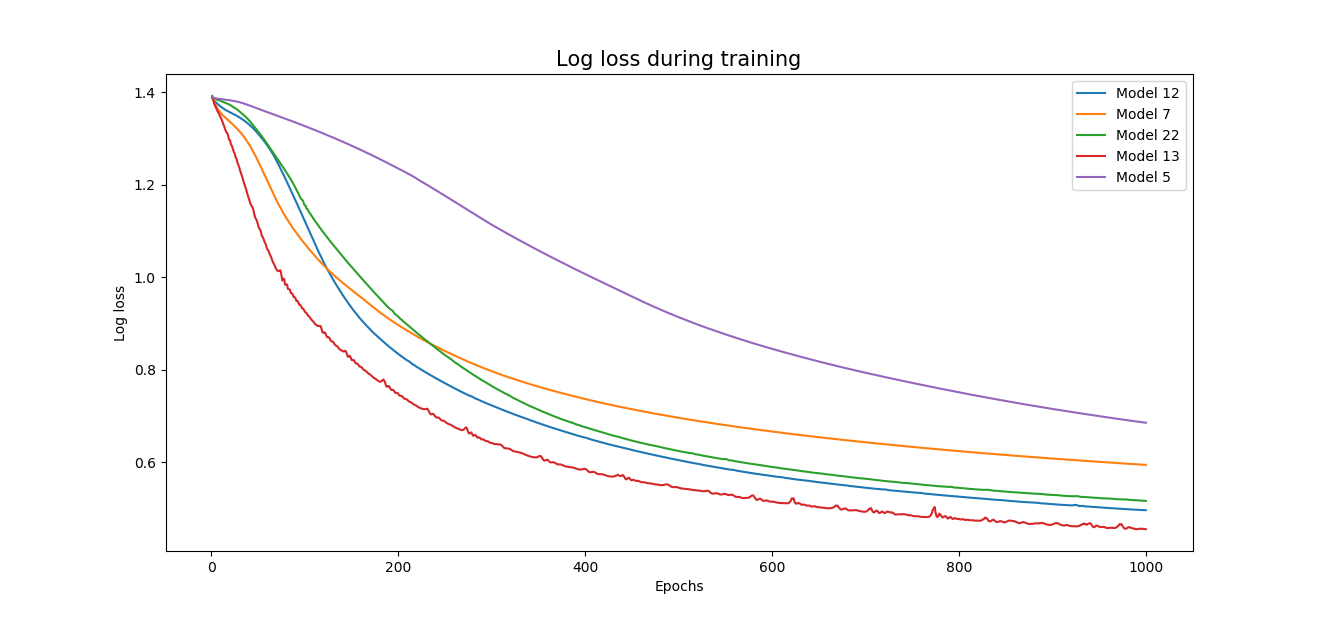 Log loss during training
Model 12
Model 7
Model 22
Model 13
Model 5
Log loss
1.4
1.2
1.0
0.8
0.6
0
200
400
600
800
1000
Epochs